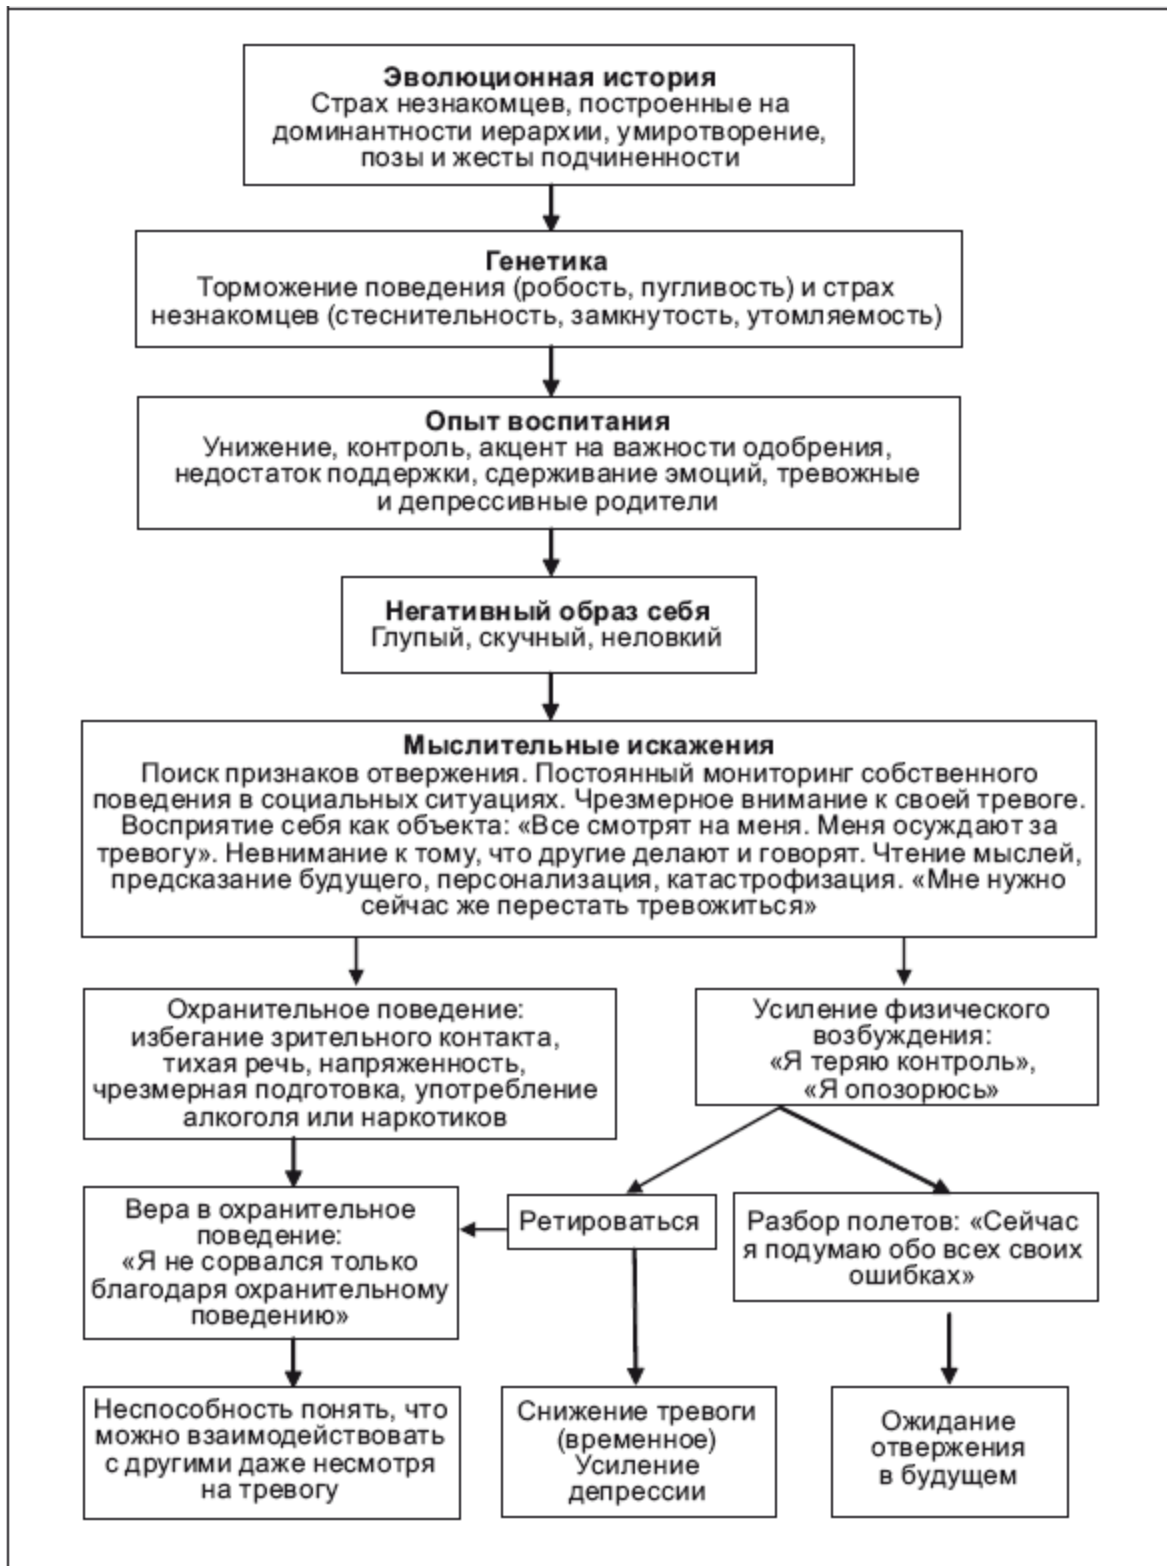 Эволюционная история
Страх незнакомцев, построенные на
доминантности иерархии, умиротворение,
позы и жесты подчиненности
Генетика
Торможение поведения (робость, пугливость) и страх
незнакомцев (стеснительность, замкнутость, утомляемость)
Опыт воспитания
Унижение, контроль, акцент на важности одобрения,
недостаток поддержки, сдерживание эмоций, тревожные
и депрессивные родители
Негативный образ себя
Глупый, скучный, неловкий
Мыслительные искажения
Поиск признаков отвержения. Постоянный мониторинг собственного
поведения в социальных ситуациях. Чрезмерное внимание к своей тревоге.
Восприятие себя как объекта: «Все смотрят на меня. Меня осуждают за
тревогу». Невнимание к тому, что другие делают и говорят. Чтение мыслей,
предсказание будущего, персонализация, катастрофизация. «Мне нужно
сейчас же перестать тревожиться»
Охранительное поведение:
избегание зрительного контакта,
тихая речь, напряженность,
чрезмерная подготовка, употребление
алкоголя или наркотиков
Усиление физического
возбуждения:
«Я теряю контроль»,
«Я опозорюсь»
Вера в охранительное
поведение:
«Я не сорвался только
благодаря охранительному
поведению»
Ретироваться
Разбор полетов: «Сейчас
я подумаю обо всех своих
ошибках»
Неспособность понять, что
можно взаимодействовать
с другими даже несмотря
на тревогу
Снижение тревоги
(временное)
Усиление
депрессии
Ожидание
отвержения
в будущем